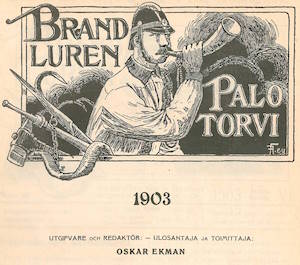 BRAND
LUREN
PALO
TORVI
1903
UTGIFVARE OCH REDAKTÖR: — ULOSANTAJA JA TOIMITTAJA:
OSKAR EKMAN